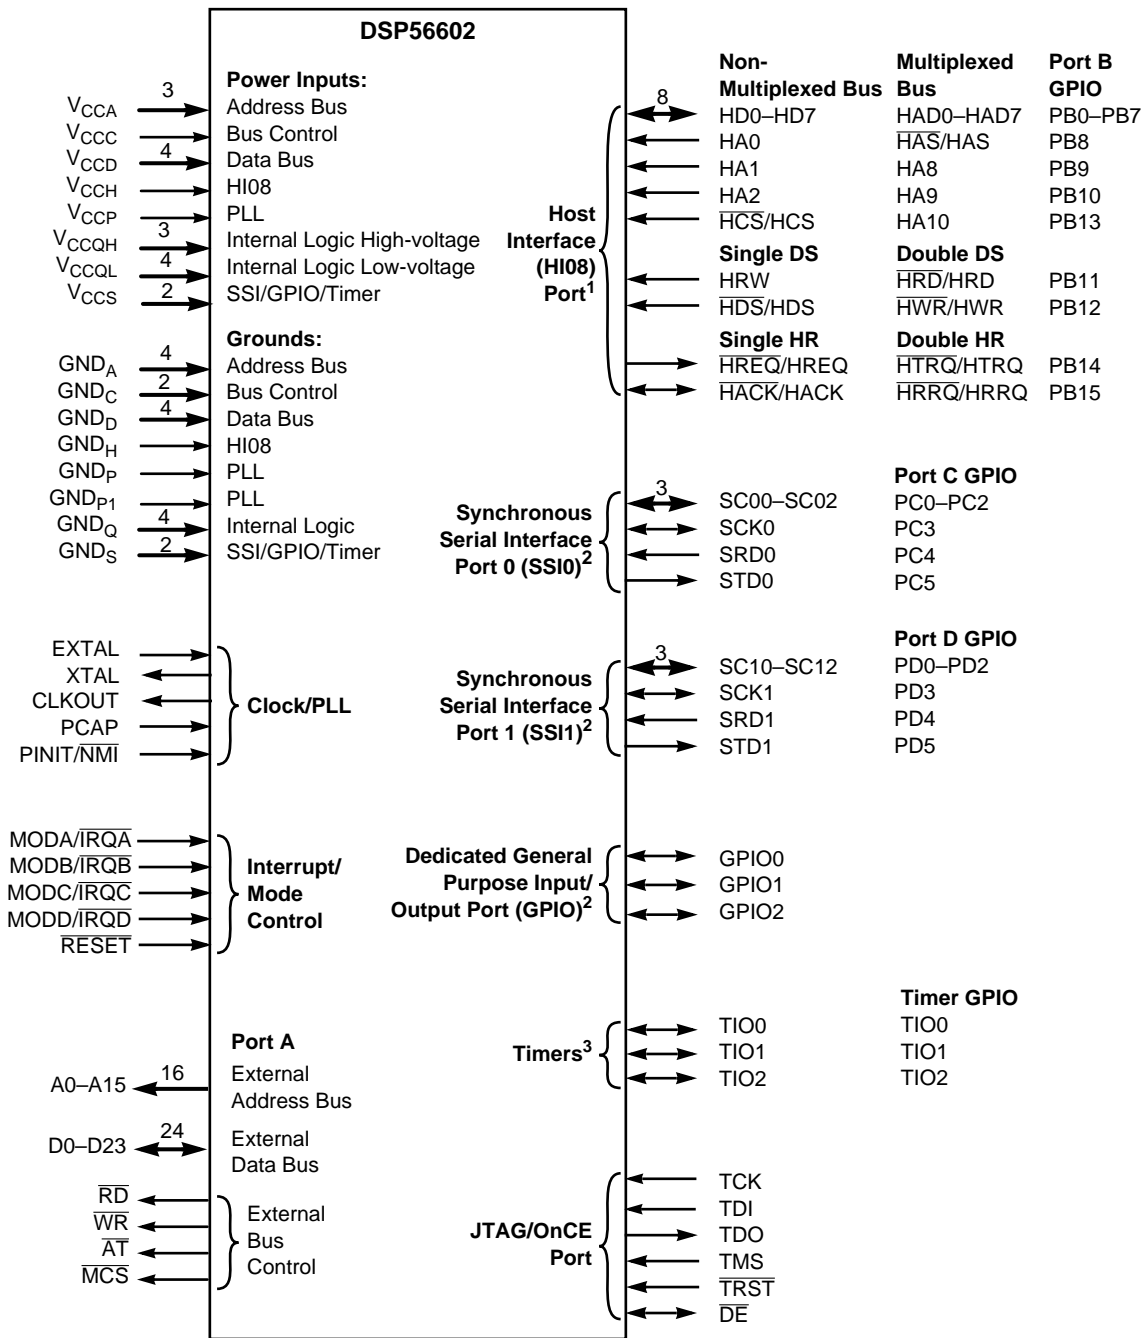 DSP56602
Power Inputs:
VCCA 3 Address Bus
VCCC Bus Control
VCCD 4 Data Bus
VCCH HI08
VCCP PLL
VCCQH 3 Internal Logic High-voltage
VCCQL 4 Internal Logic Low-voltage
VCCS 2 SSI/GPIO/Timer
Grounds:
GNDA 4 Address Bus
GNDC 2 Bus Control
GNDD 4 Data Bus
GNDH HI08
GNDP PLL
GNDP1 PLL
GNDQ 4 Internal Logic
GNDS 2 SSI/GPIO/Timer
EXTAL
XTAL
CLKOUT
PCAP
PINIT/NMI
Clock/PLL
MODA/IRQA
MODB/IRQB
MODC/IRQC
MODD/IRQD
RESET
Interrupt/
Mode
Control
Port A
A0–A15 16 External
Address Bus
D0–D23 24 External
Data Bus
RD
WR
AT
MCS
External
Bus
Control
Host
Interface
(HI08)
Port1
Non- Multiplexed Port B
Multiplexed Bus Bus GPIO
8 HD0–HD7 HAD0–HAD7 PB0–PB7
HA0 HAS/HAS PB8
HA1 HA8 PB9
HA2 HA9 PB10
HCS/HCS HA10 PB13
Single DS Double DS
HRW HRD/HRD PB11
HDS/HDS HWR/HWR PB12
Single HR Double HR
HREQ/HREQ HTRQ/HTRQ PB14
HACK/HACK HRRQ/HRRQ PB15
Synchronous
Serial Interface
Port 0 (SSI0)2
Port C GPIO
3 SC00–SC02 PC0–PC2
SCK0 PC3
SRD0 PC4
STD0 PC5
Synchronous
Serial Interface
Port 1 (SSI1)2
Port D GPIO
3 SC10–SC12 PD0–PD2
SCK1 PD3
SRD1 PD4
STD1 PD5
Dedicated General
Purpose Input/
Output Port (GPIO)2
GPIO0
GPIO1
GPIO2
Timers3
Timer GPIO
TIO0 TIO0
TIO1 TIO1
TIO2 TIO2
JTAG/OnCE
Port
TCK
TDI
TDO
TMS
TRST
DE